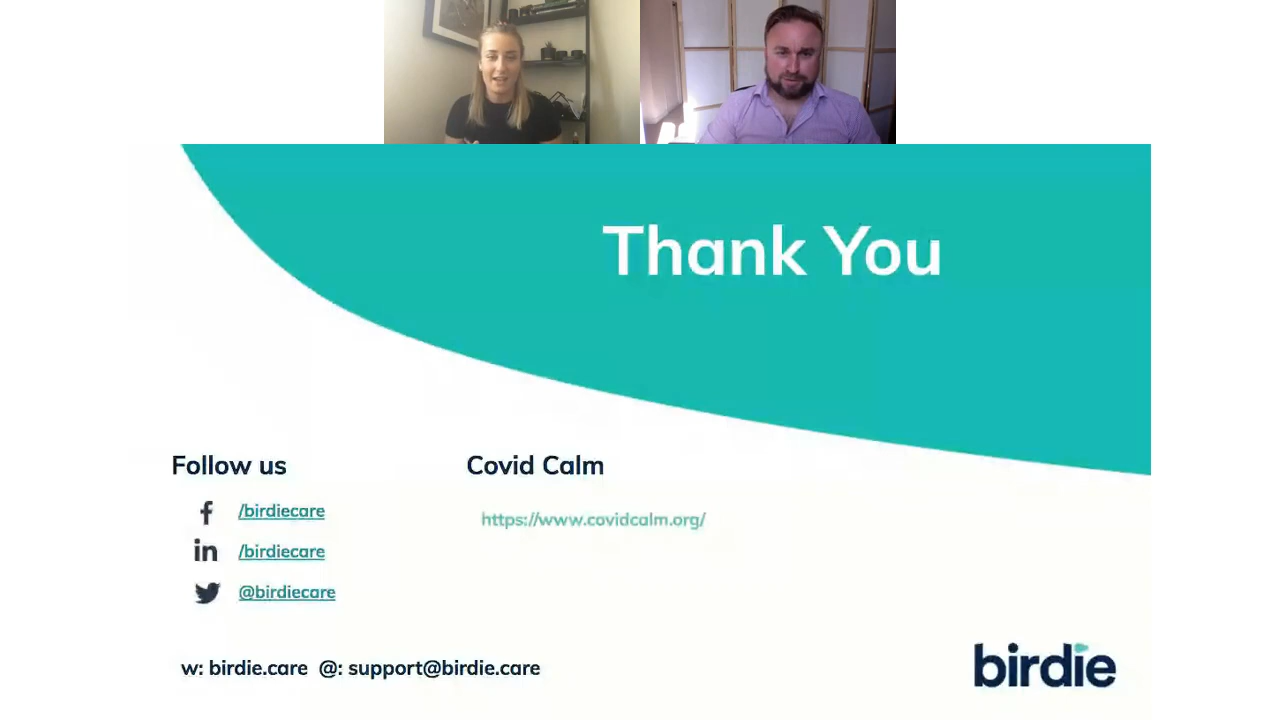 Thank You
Follow us
/birdiecare
/birdiecare
@birdiecare
Covid Calm
https://www.covidcalm.org/
w: birdie.care @: support@birdie.care
birdie